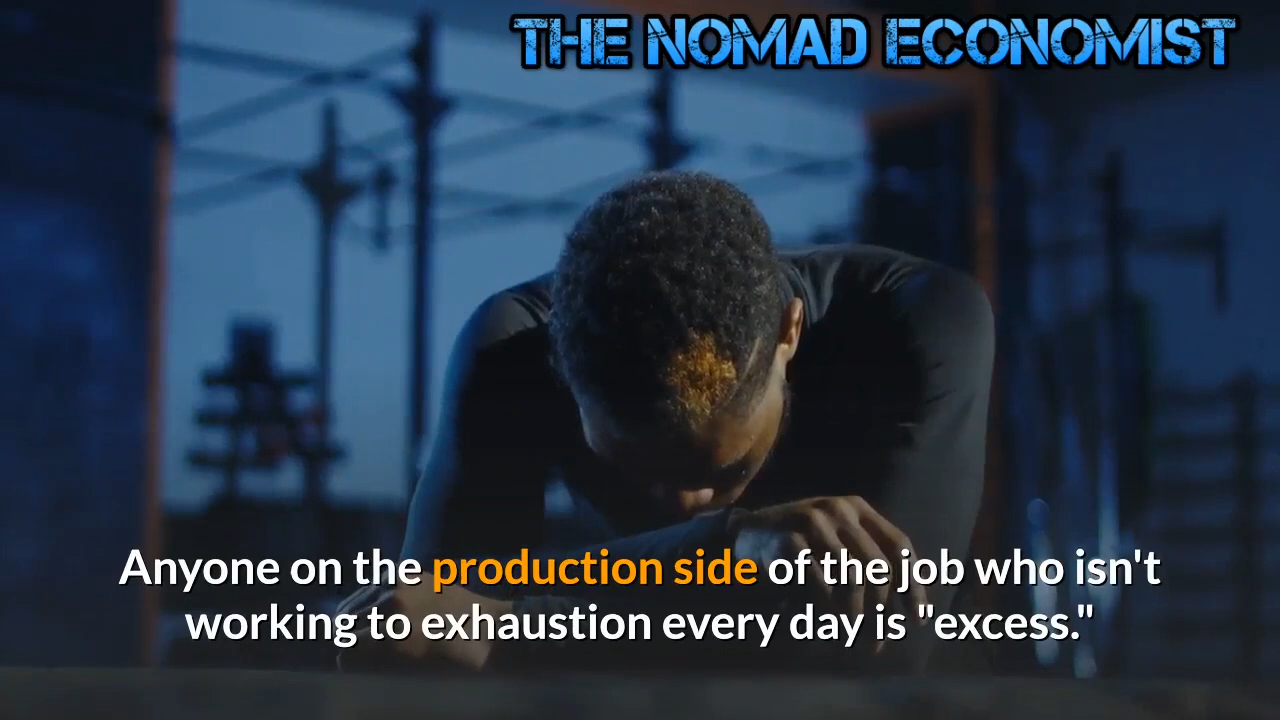 THE NOMAD ECONOMIST
Anyone on the production side of the job who isn't
working to exhaustion every day is "excess."